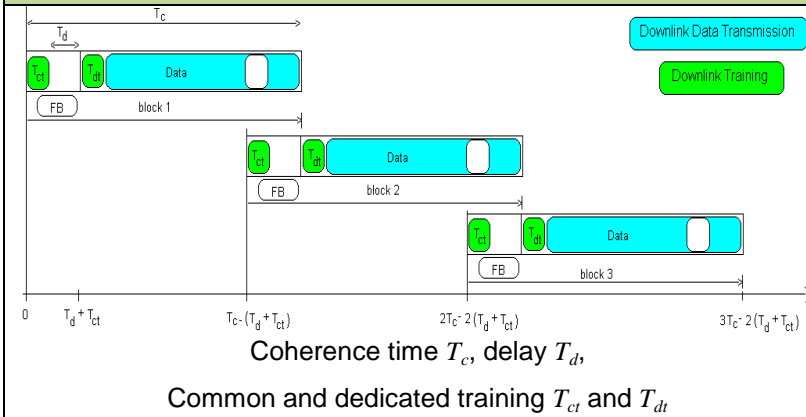 T_c
T_d
Downlink Data Transmission
T_ct
T_dt
Data
Downlink Training
FB
block 1
T_ct
T_dt
Data
FB
block 2
T_ct
T_dt
Data
FB
block 3
0
T_d + T_ct
T_c - (T_d + T_ct)
2T_c - 2 (T_d + T_ct)
3T_c - 2 (T_d + T_ct)
Coherence time T_c, delay T_d,
Common and dedicated training T_ct and T_dt